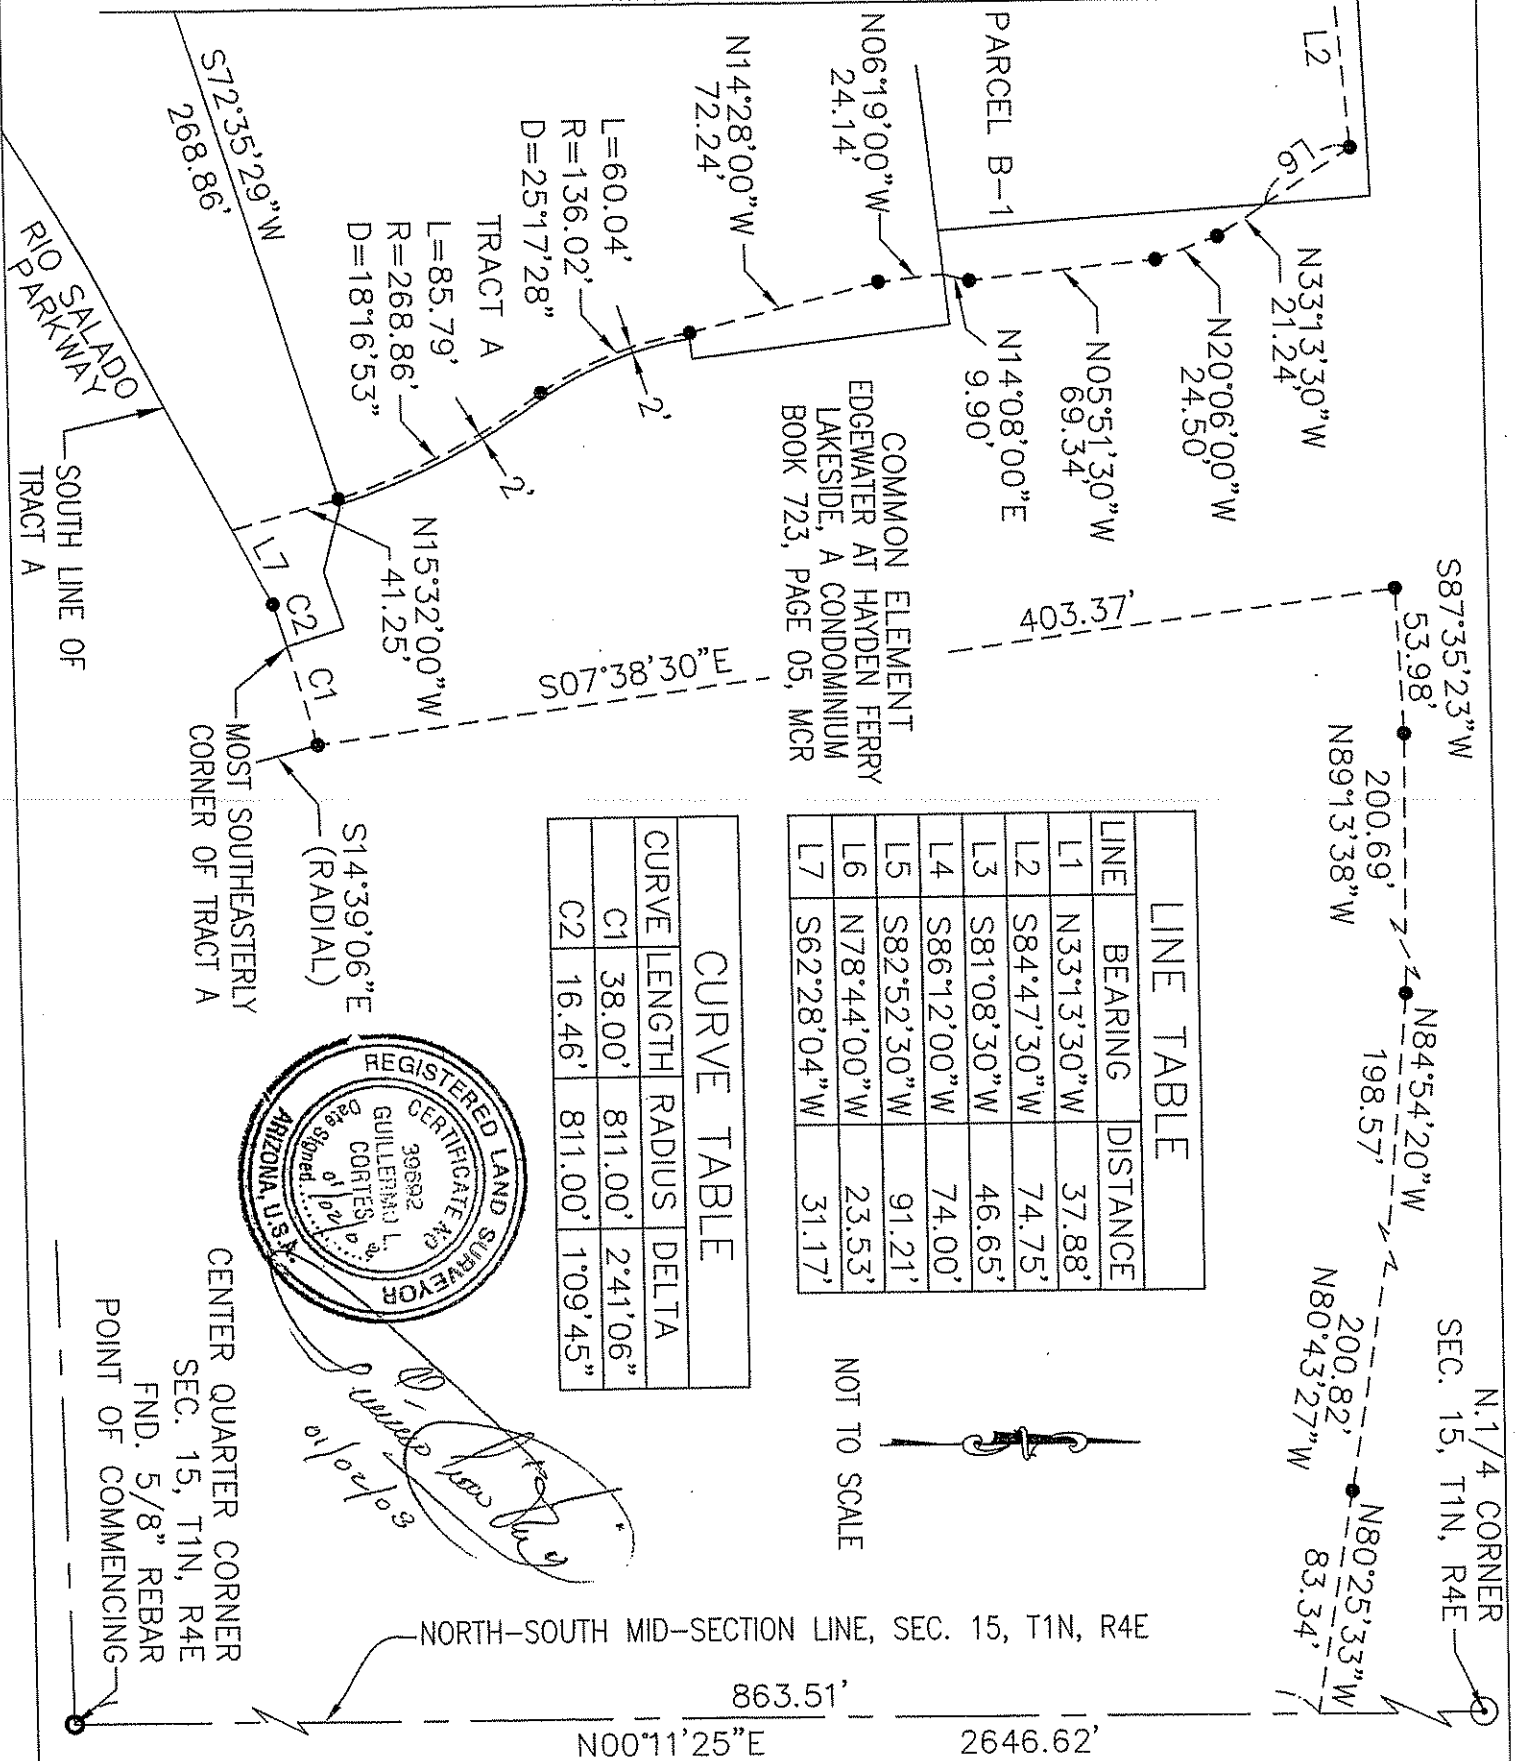 N.1/4 CORNER
SEC. 15, T1N, R4E
S87°35'23"W
53.98'
200.69'
N89°13'38"W
N84°54'20"W
198.57'
200.82'
N80°43'27"W
N80°25'33"W
83.34'
L2
L6
N33°13'30"W
21.24'
N20°06'00"W
24.50'
N05°51'30"W
69.34'
N14°08'00"E
9.90'
PARCEL B-1
N06°19'00"W
24.14'
N14°28'00"W
72.24'
L=60.04'
R=136.02'
D=25°17'28"
2'
TRACT A
L=85.79'
R=268.86'
D=18°16'53"
2'
S72°35'29"W
268.86'
RIO SALADO
PARKWAY
SOUTH LINE OF
TRACT A
N15°32'00"W
41.25'
L7
C2
C1
403.37'
S07°38'30"E
COMMON ELEMENT
EDGEWATER AT HAYDEN FERRY
LAKESIDE, A CONDOMINIUM
BOOK 723, PAGE 05, MCR
MOST SOUTHEASTERLY
CORNER OF TRACT A
S14°39'06"E
(RADIAL)
LINE TABLE
LINE BEARING DISTANCE
L1 N33°13'30"W 37.88'
L2 S84°47'30"W 74.75'
L3 S81°08'30"W 46.65'
L4 S86°12'00"W 74.00'
L5 S82°52'30"W 91.21'
L6 N78°44'00"W 23.53'
L7 S62°28'04"W 31.17'
CURVE TABLE
CURVE LENGTH RADIUS DELTA
C1 38.00' 811.00' 2°41'06"
C2 16.46' 811.00' 1°09'45"
NOT TO SCALE
REGISTERED LAND SURVEYOR
CERTIFICATE NO
39692
GUILLERMO L.
CORTES
Date Signed
ARIZONA, U.S.A.
01/02/03
CENTER QUARTER CORNER
SEC. 15, T1N, R4E
FND. 5/8" REBAR
POINT OF COMMENCING
NORTH-SOUTH MID-SECTION LINE, SEC. 15, T1N, R4E
863.51'
N00°11'25"E
2646.62'